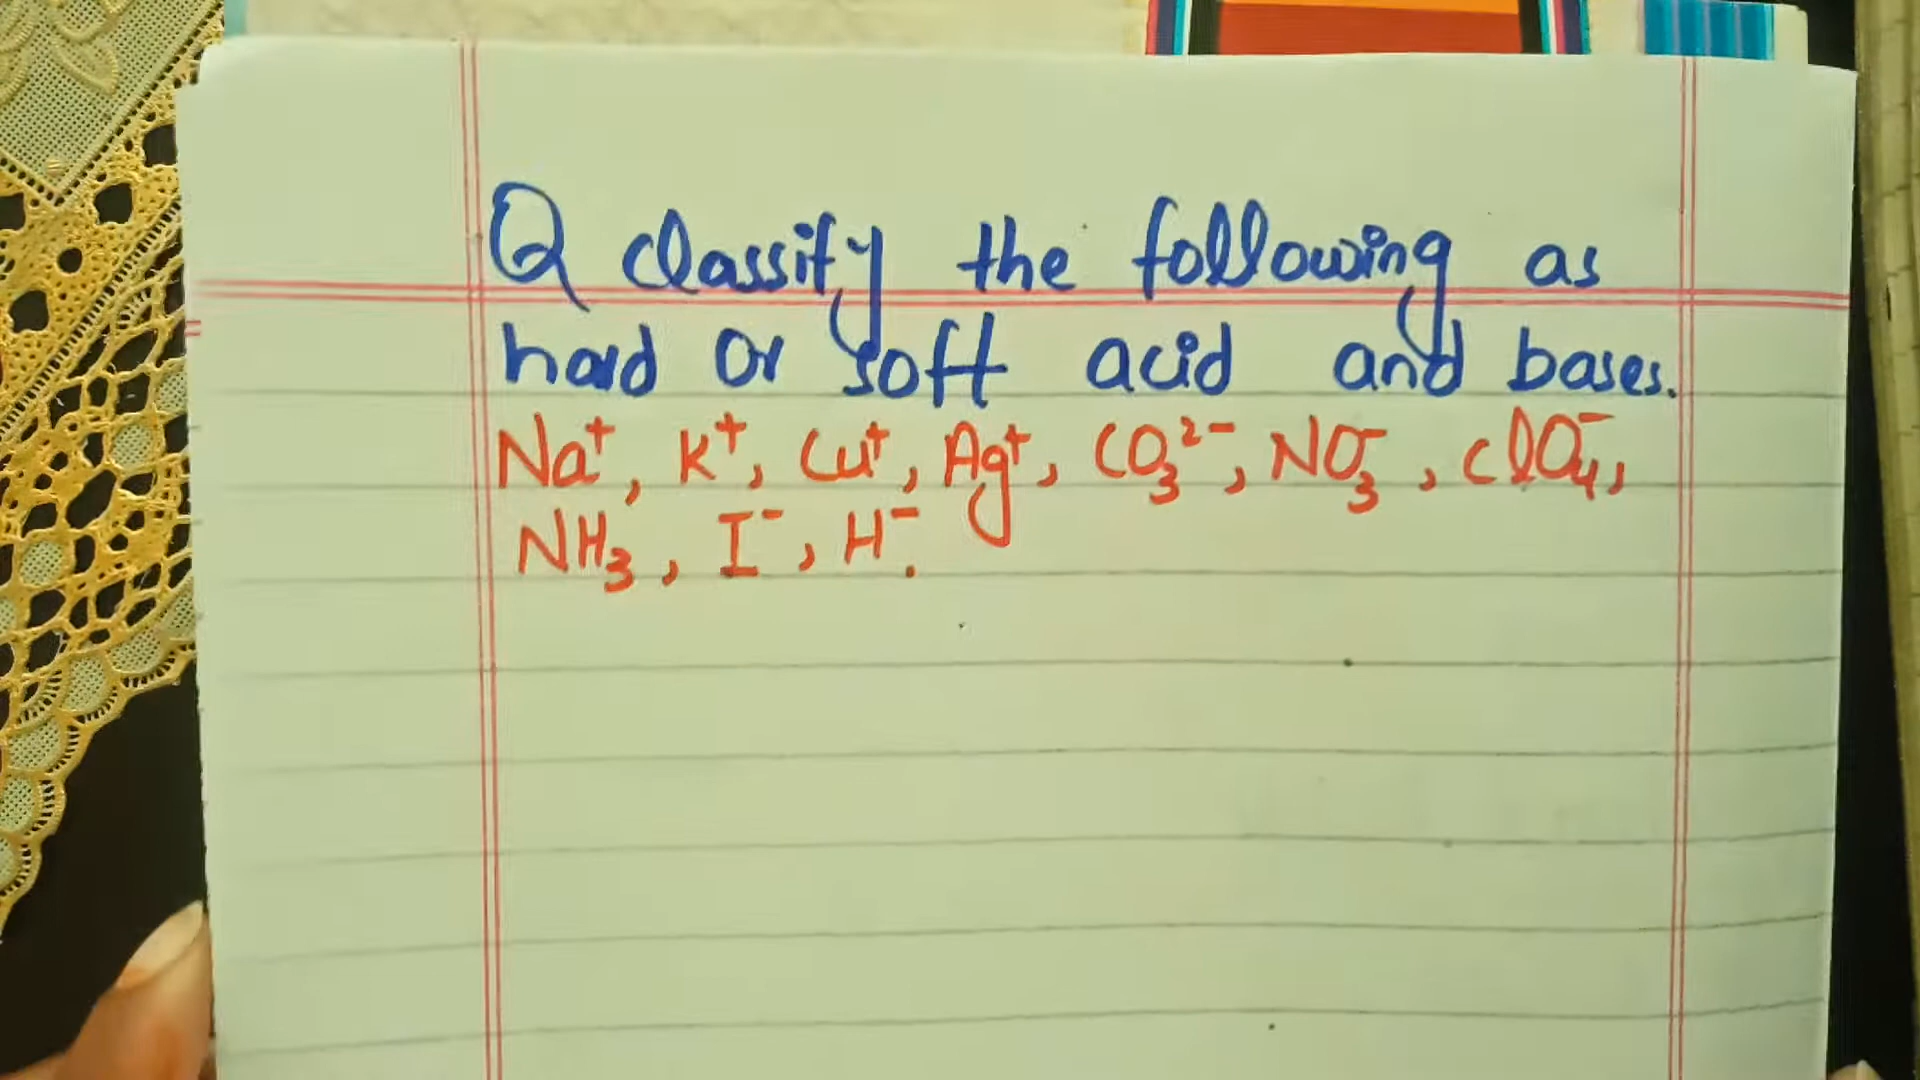 Q classify the following as
hard or soft acid and bases.
Na⁺, K⁺, Cu⁺, Ag⁺, CO₃²⁻, NO₃⁻, ClO₄⁻,
NH₃, I⁻, H⁻.